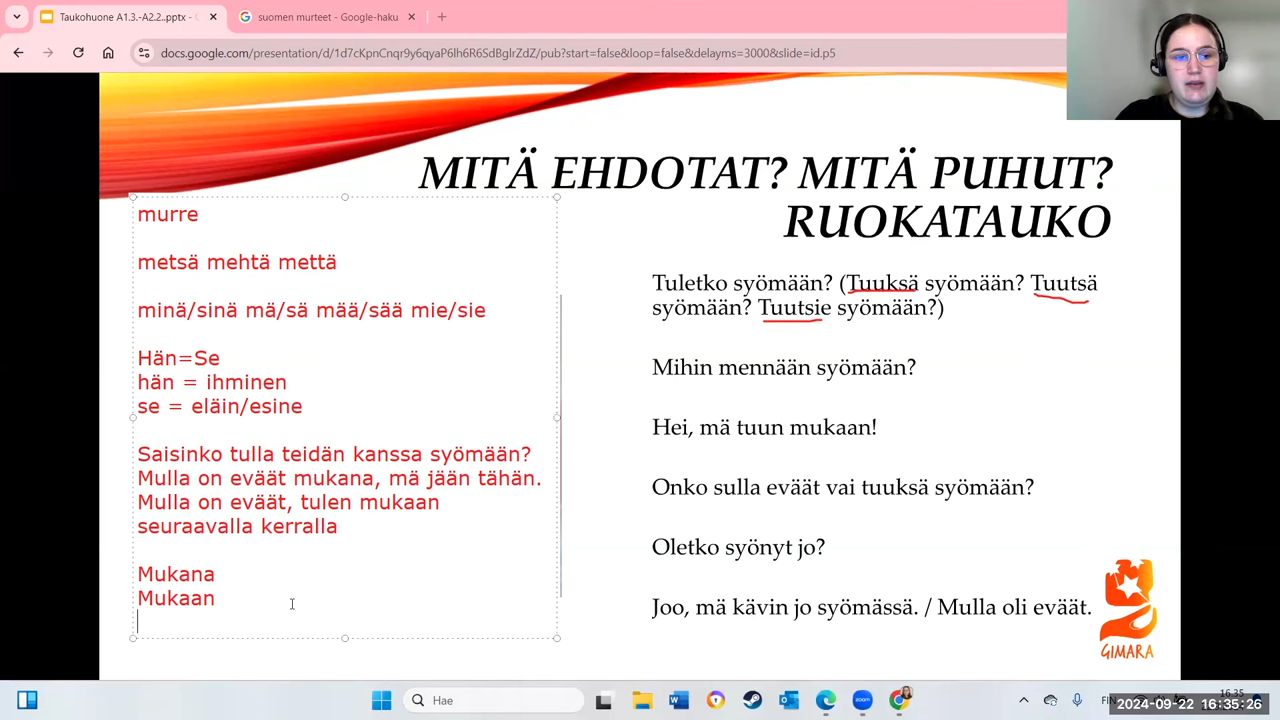 Taukohuone A1.3.-A2.2..pptx -
suomen murteet - Google-haku
docs.google.com/presentation/d/1d7cKpnCnqr9y6qyaP6lh6R6SdBglrZdZ/pub?start=false&loop=false&delayms=3000&slide=id.p5
MITÄ EHDOTAT? MITÄ PUHUT?
RUOKATAUKO
murre
metsä mehtä mettä
minä/sinä mä/sä mää/sää mie/sie
Hän=Se
hän = ihminen
se = eläin/esine
Saisinko tulla teidän kanssa syömään?
Mulla on eväät mukana, mä jään tähän.
Mulla on eväät, tulen mukaan
seuraavalla kerralla
Mukana
Mukaan
Tuletko syömään? (Tuuksä syömään? Tuutsä
syömään? Tuutsie syömään?)
Mihin mennään syömään?
Hei, mä tuun mukaan!
Onko sulla eväät vai tuuksä syömään?
Oletko syönyt jo?
Joo, mä kävin jo syömässä. / Mulla oli eväät.
GIMARA
Hae
zoom
FIN
16.35
2024-09-22 16:35:26